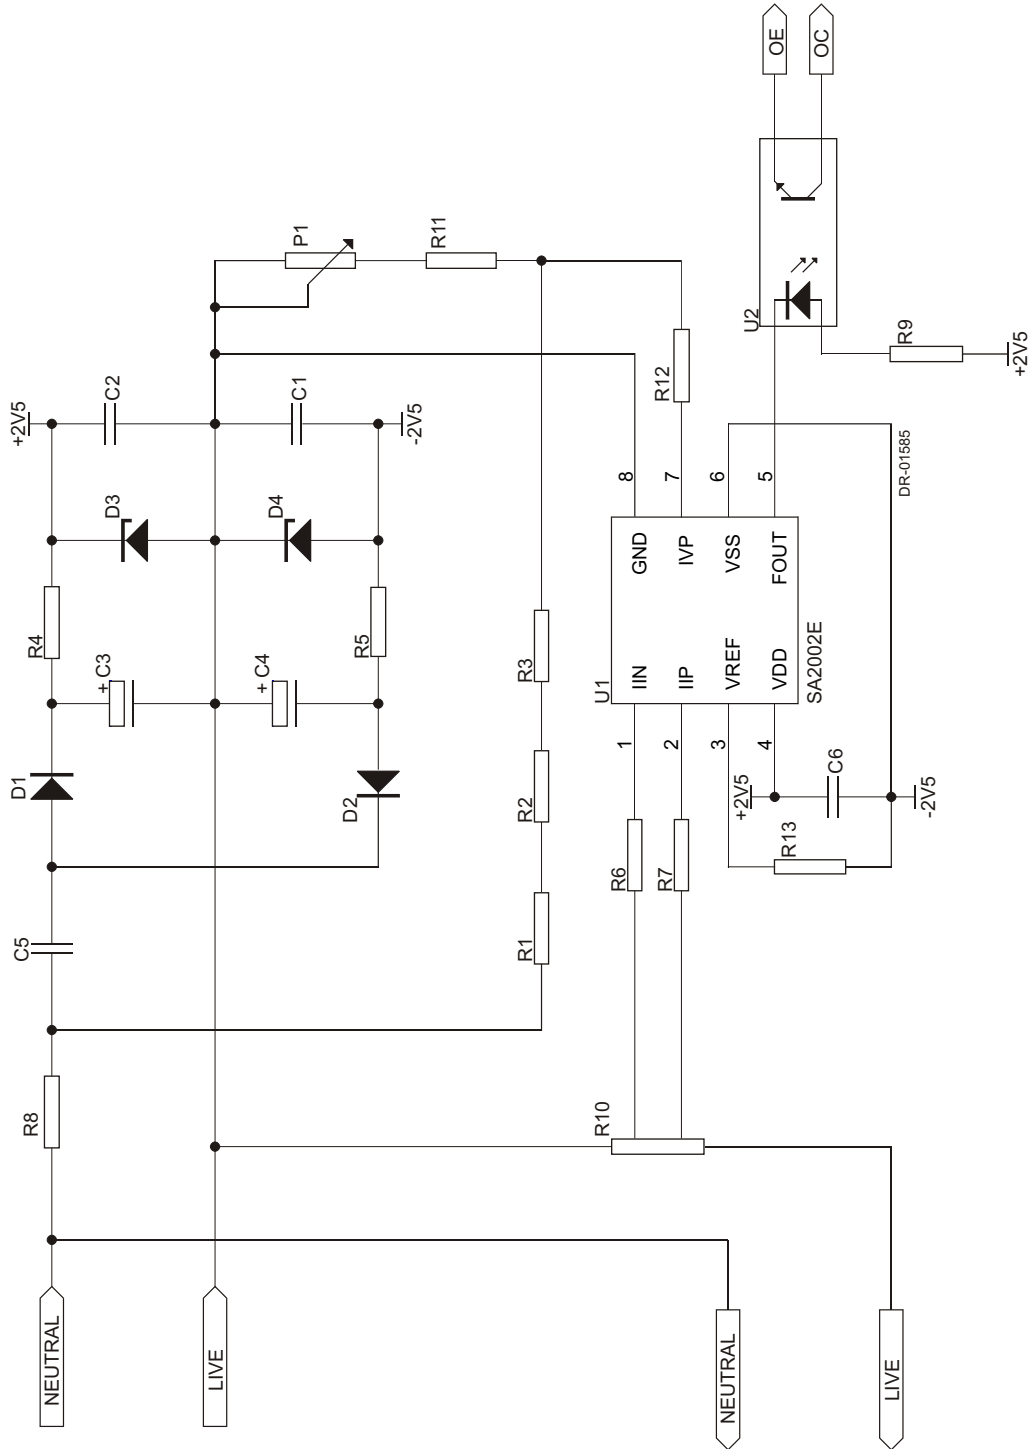 OE
OC
P1
R11
U2
R9
+2V5
+2V5
C2
C1
-2V5
R12
D3
D4
8
7
6
5
DR-01585
GND
IVP
VSS
FOUT
R4
R5
C3
+
C4
+
R3
U1
IIN
IIP
VREF
VDD
SA2002E
D1
D2
R2
1
2
3
4
+2V5
C6
-2V5
R6
R7
R13
C5
R1
R8
R10
NEUTRAL
LIVE
NEUTRAL
LIVE